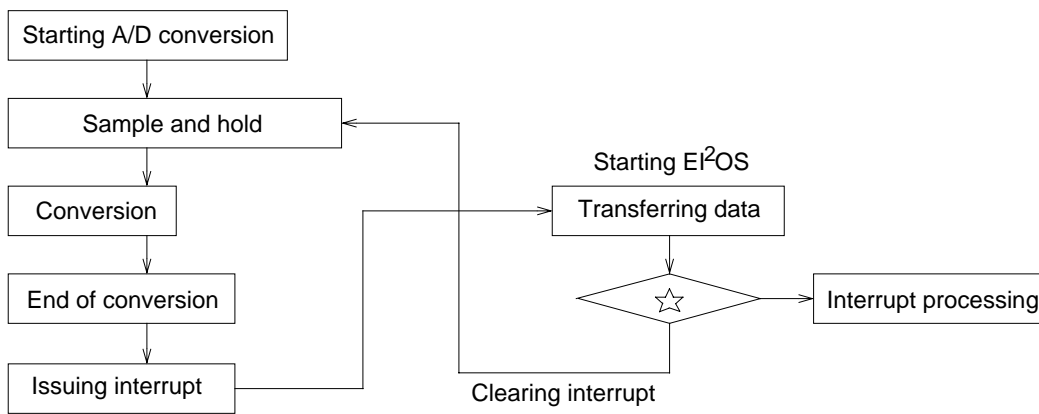 Starting A/D conversion
Sample and hold
Conversion
End of conversion
Issuing interrupt
Starting EI²OS
Transferring data
Interrupt processing
Clearing interrupt